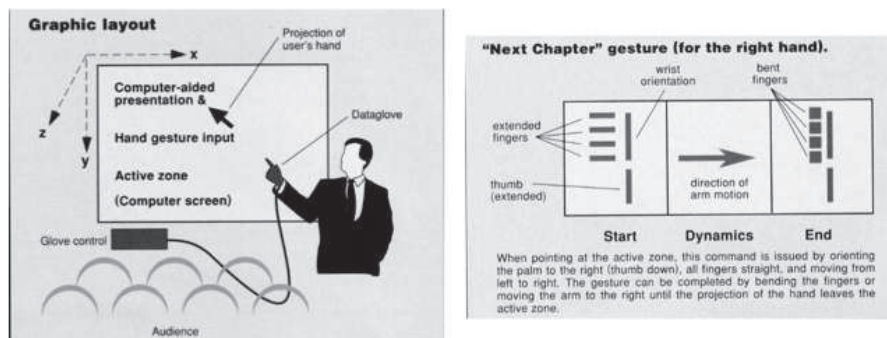 Graphic layout
x
Projection of
user's hand
Computer-aided
presentation &
z
y
Dataglove
Hand gesture input
Active zone
(Computer screen)
Glove control
Audience
"Next Chapter" gesture (for the right hand).
wrist
orientation
bent
fingers
extended
fingers
thumb
(extended)
direction of
arm motion
Start
Dynamics
End
When pointing at the active zone, this command is issued by orienting
the palm to the right (thumb down), all fingers straight, and moving from
left to right. The gesture can be completed by bending the fingers or
moving the arm to the right until the projection of the hand leaves the
active zone.